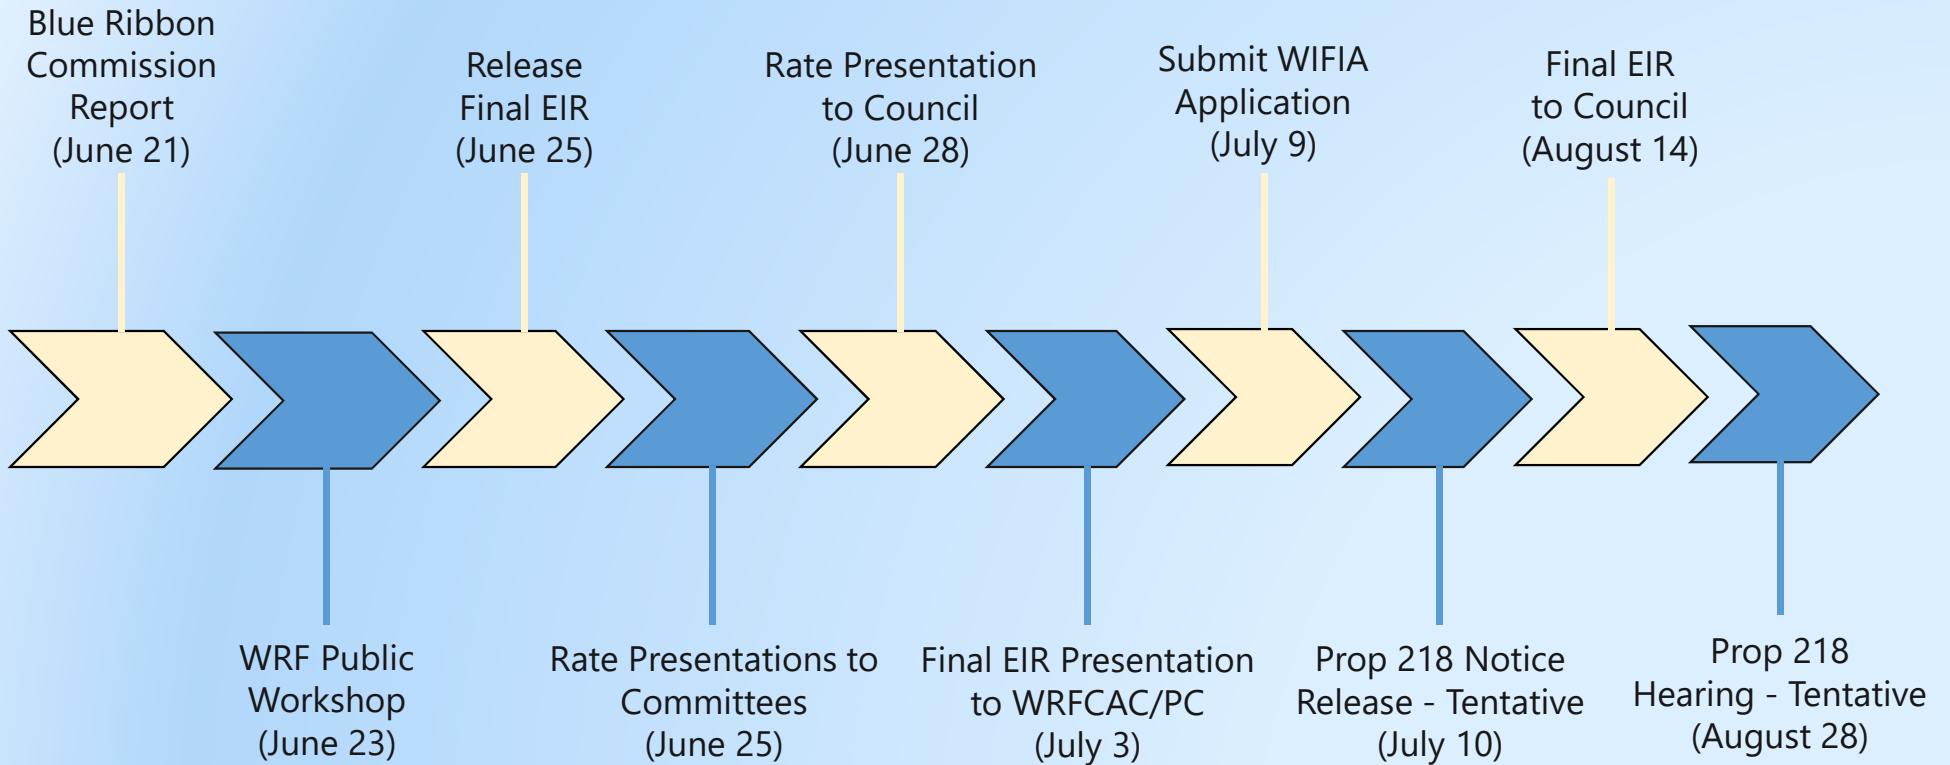 Blue Ribbon
Commission
Report
(June 21)
Release
Final EIR
(June 25)
Rate Presentation
to Council
(June 28)
Submit WIFIA
Application
(July 9)
Final EIR
to Council
(August 14)
WRF Public
Workshop
(June 23)
Rate Presentations to
Committees
(June 25)
Final EIR Presentation
to WRFCAC/PC
(July 3)
Prop 218 Notice
Release - Tentative
(July 10)
Prop 218
Hearing - Tentative
(August 28)